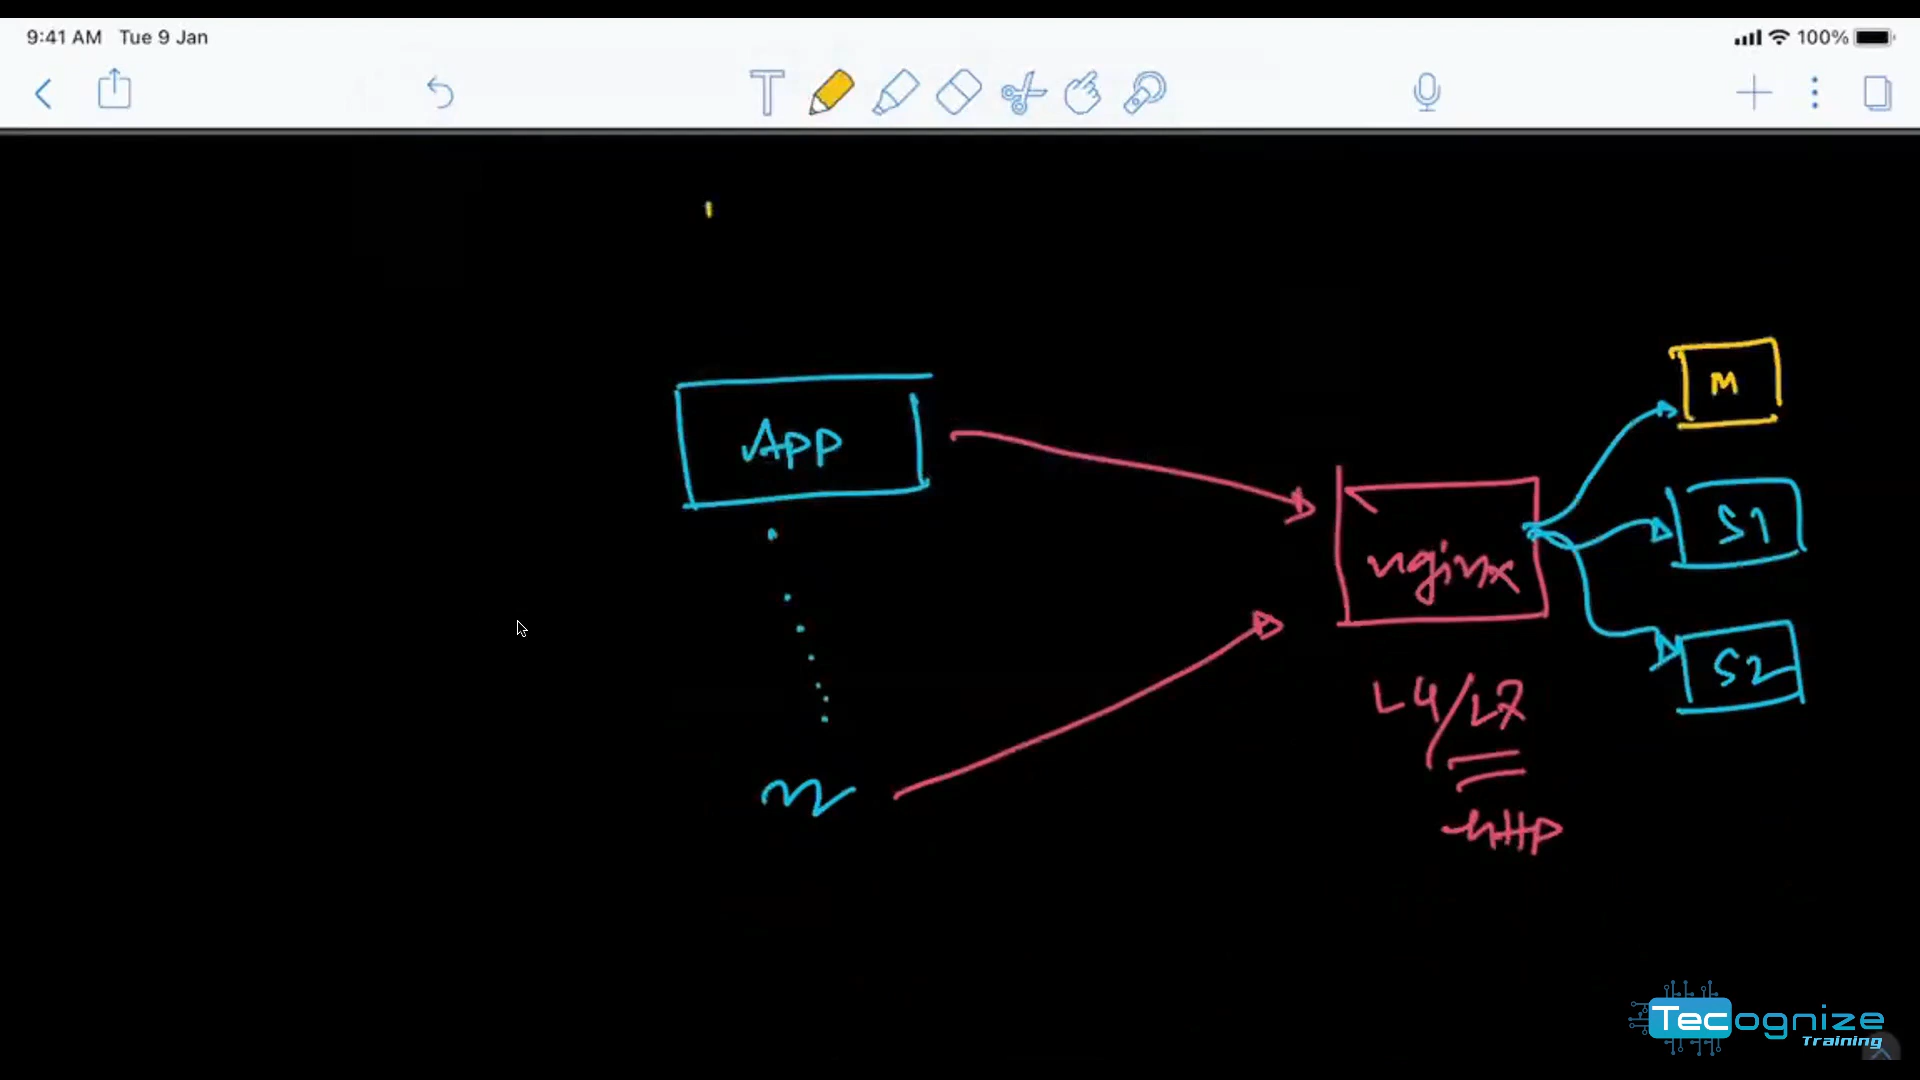 9:41 AM Tue 9 Jan
100%
T
App
M
nginx
S1
S2
L4/L7
HTTP
n
Tecognize
Training